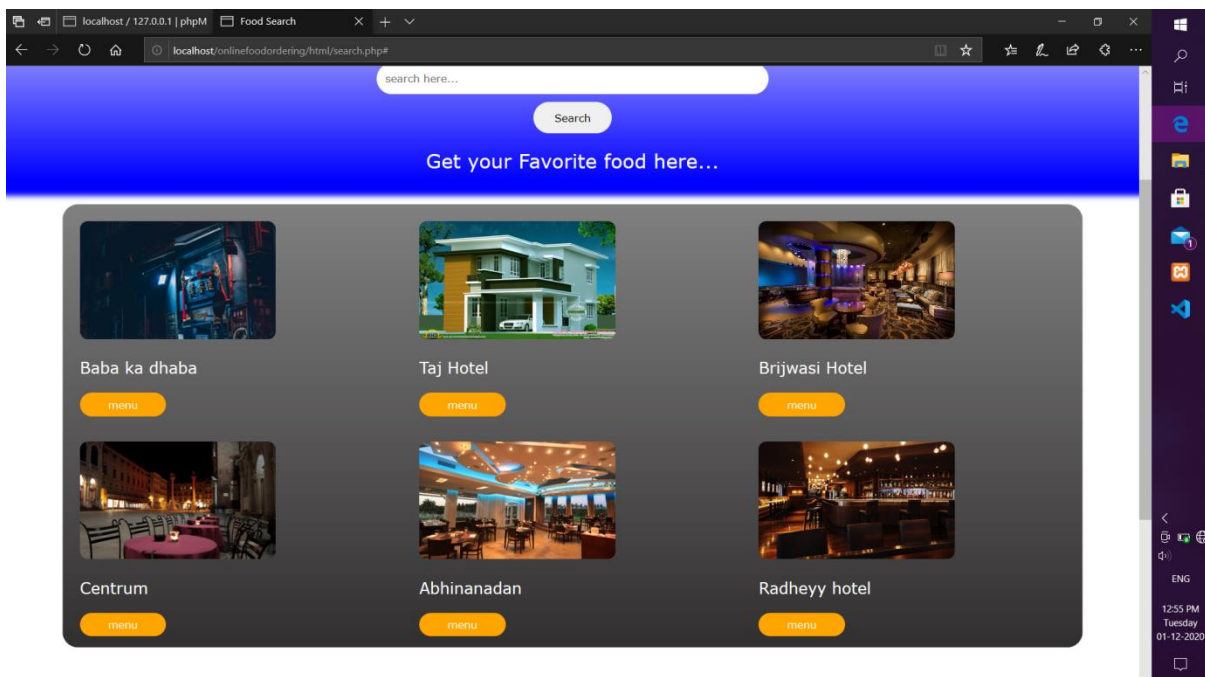 localhost / 127.0.0.1 | phpM
Food Search
localhost/onlinefoodordering/html/search.php#
search here...
Search
Get your Favorite food here...
Baba ka dhaba
Taj Hotel
Brijwasi Hotel
menu
menu
menu
Centrum
Abhinanadan
Radheyy hotel
menu
menu
menu
1
ENG
12:55 PM
Tuesday
01-12-2020